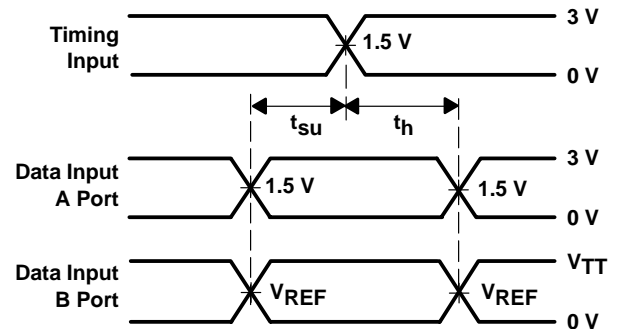 3 V
Timing
Input
1.5 V
0 V
tsu
th
3 V
Data Input
A Port
1.5 V
1.5 V
0 V
VTT
Data Input
B Port
VREF
VREF
0 V